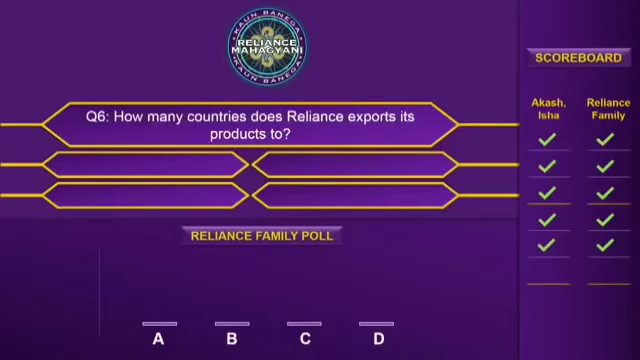 KAUN BANEGA
RELIANCE
MAHAGYANI
KAUN BANEGA
SCOREBOARD
Akash, Isha
Reliance Family
Q6: How many countries does Reliance exports its
products to?
RELIANCE FAMILY POLL
A B C D